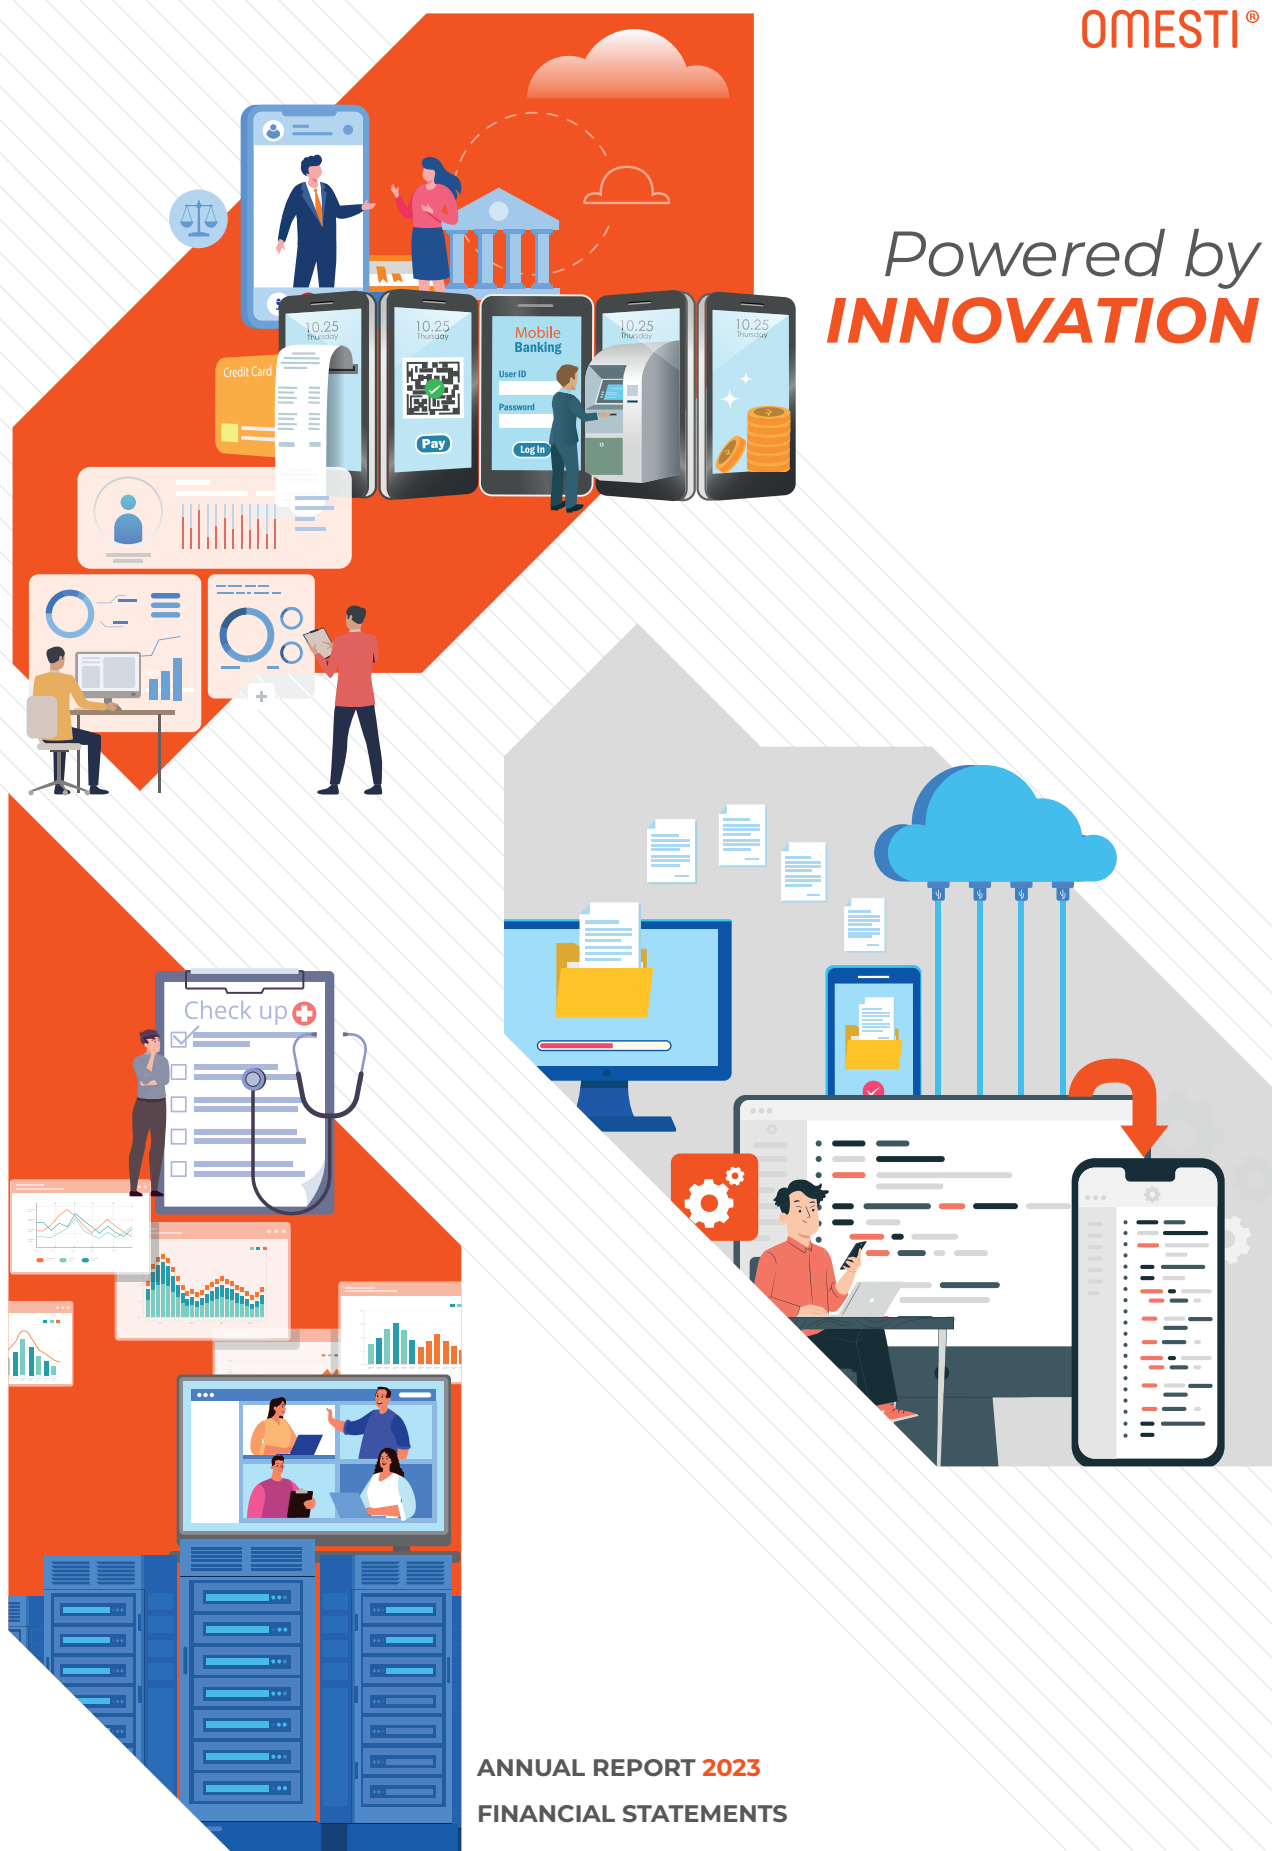 OMESTI®
Powered by
INNOVATION
10.25
Thursday
10.25
Thursday
Mobile
Banking
10.25
Thursday
10.25
Thursday
Credit Card
User ID
Password
Pay
Log In
Check up
ANNUAL REPORT 2023
FINANCIAL STATEMENTS